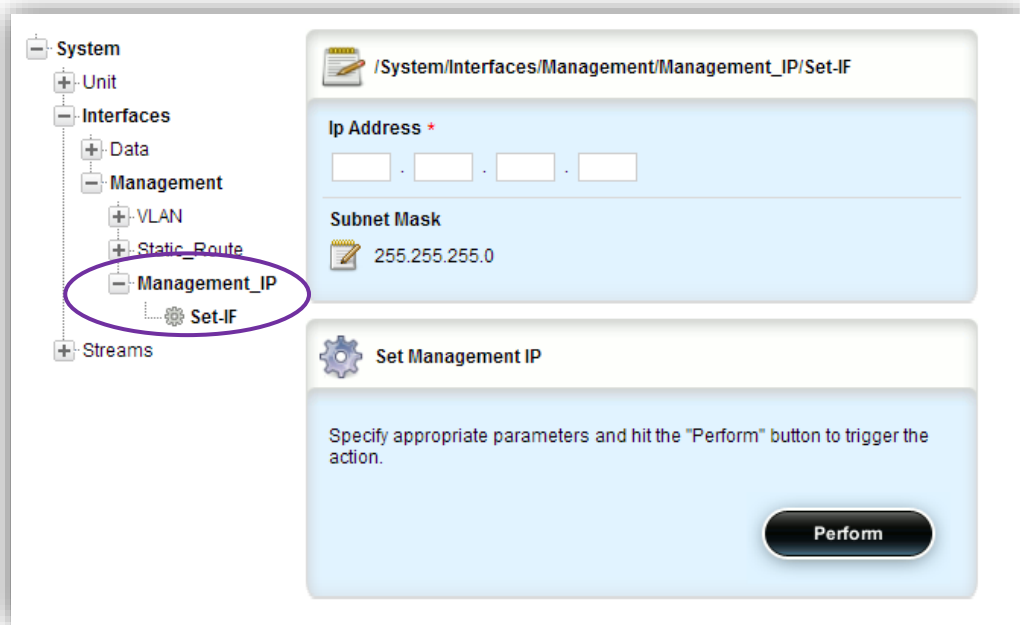 System
Unit
Interfaces
Data
Management
VLAN
Static_Route
Management_IP
Set-IF
Streams
/System/Interfaces/Management/Management_IP/Set-IF
Ip Address *
. . .
Subnet Mask
255.255.255.0
Set Management IP
Specify appropriate parameters and hit the "Perform" button to trigger the
action.
Perform